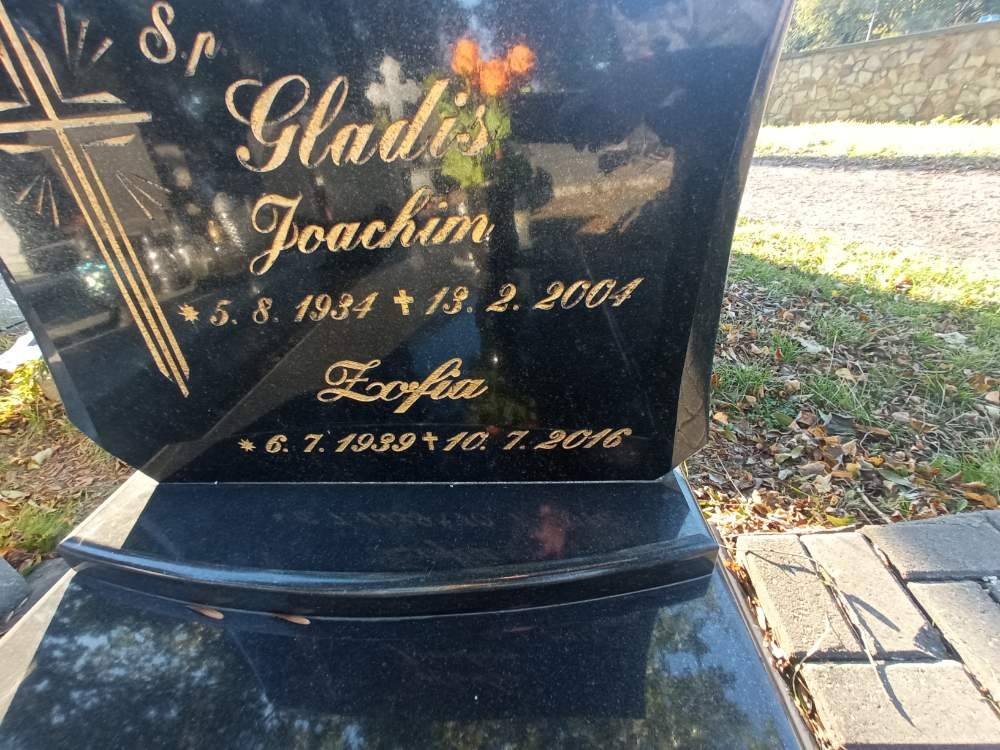 Ś.p
Gladis
Joachim
* 5. 8. 1934 ✝ 13. 2. 2004
Zofia
* 6. 7. 1939 ✝ 10. 7. 2016